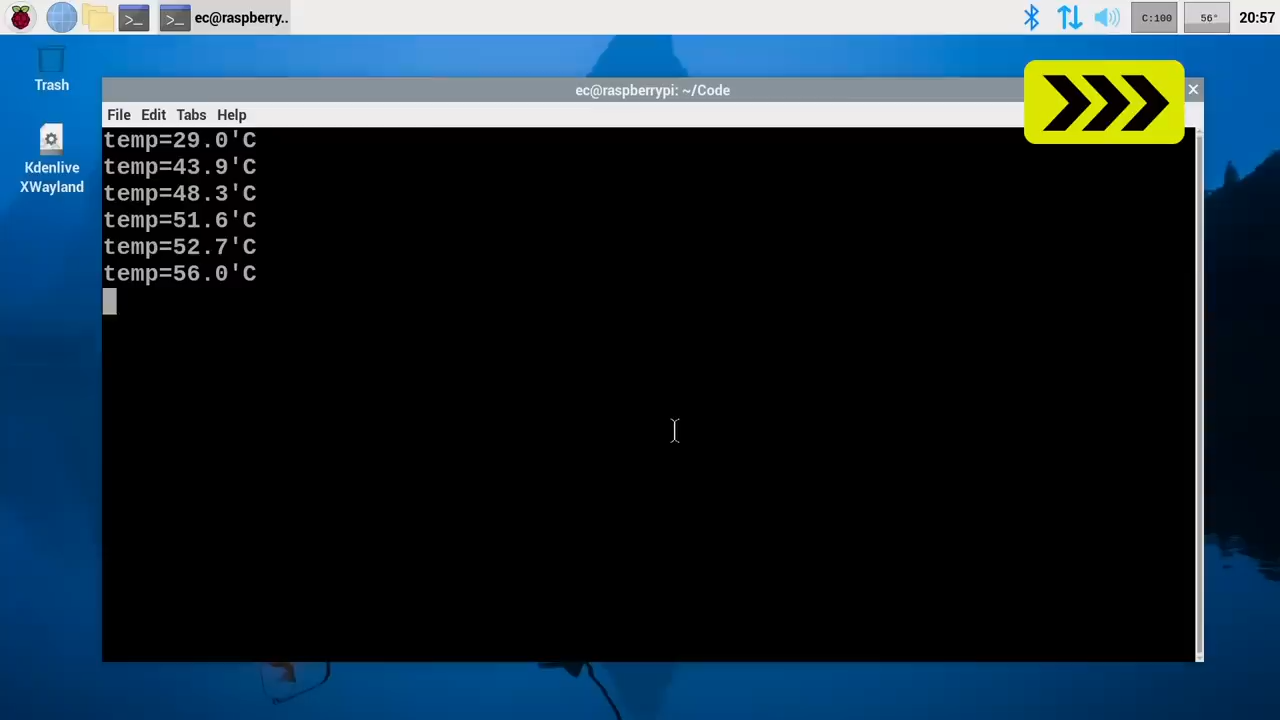 ec@raspberry..
C:100
56°
20:57
Trash
Kdenlive
XWayland
ec@raspberrypi: ~/Code
File Edit Tabs Help
temp=29.0'C
temp=43.9'C
temp=48.3'C
temp=51.6'C
temp=52.7'C
temp=56.0'C